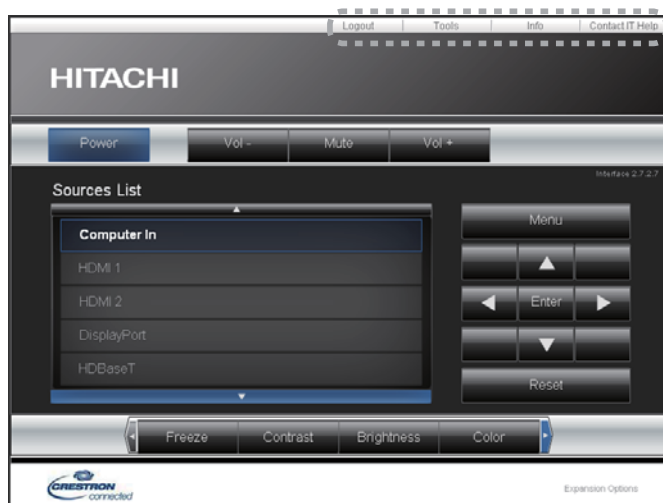 Logout Tools Info Contact IT Help
HITACHI
Power Vol - Mute Vol +
Interface 2.7.2.7
Sources List
Computer In
HDMI 1
HDMI 2
DisplayPort
HDBaseT
Menu
Enter
Reset
Freeze Contrast Brightness Color
CRESTRON
connected
Expansion Options